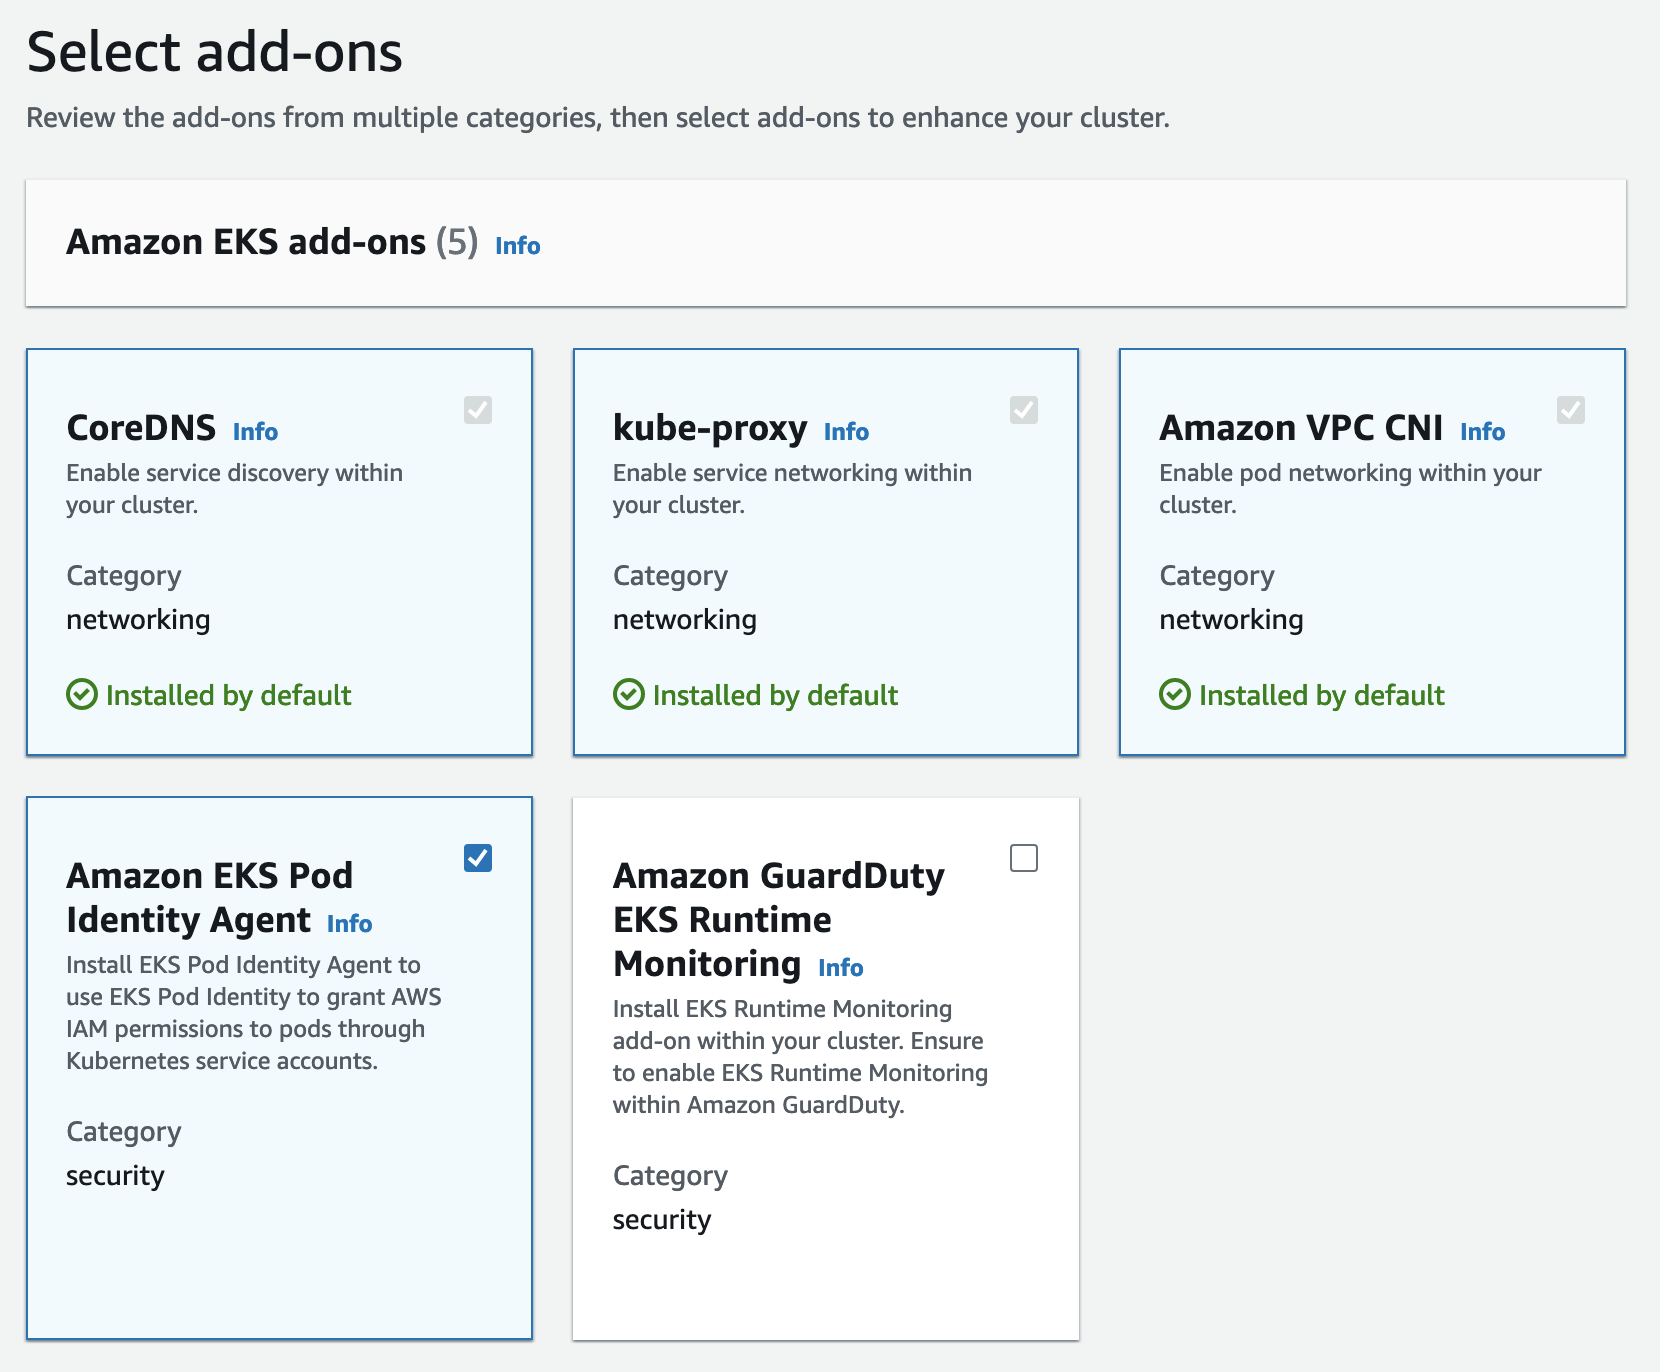 Select add-ons
Review the add-ons from multiple categories, then select add-ons to enhance your cluster.
Amazon EKS add-ons (5) Info
CoreDNS Info
Enable service discovery within
your cluster.
Category
networking
Installed by default
kube-proxy Info
Enable service networking within
your cluster.
Category
networking
Installed by default
Amazon VPC CNI Info
Enable pod networking within your
cluster.
Category
networking
Installed by default
Amazon EKS Pod
Identity Agent Info
Install EKS Pod Identity Agent to
use EKS Pod Identity to grant AWS
IAM permissions to pods through
Kubernetes service accounts.
Category
security
Amazon GuardDuty
EKS Runtime
Monitoring Info
Install EKS Runtime Monitoring
add-on within your cluster. Ensure
to enable EKS Runtime Monitoring
within Amazon GuardDuty.
Category
security